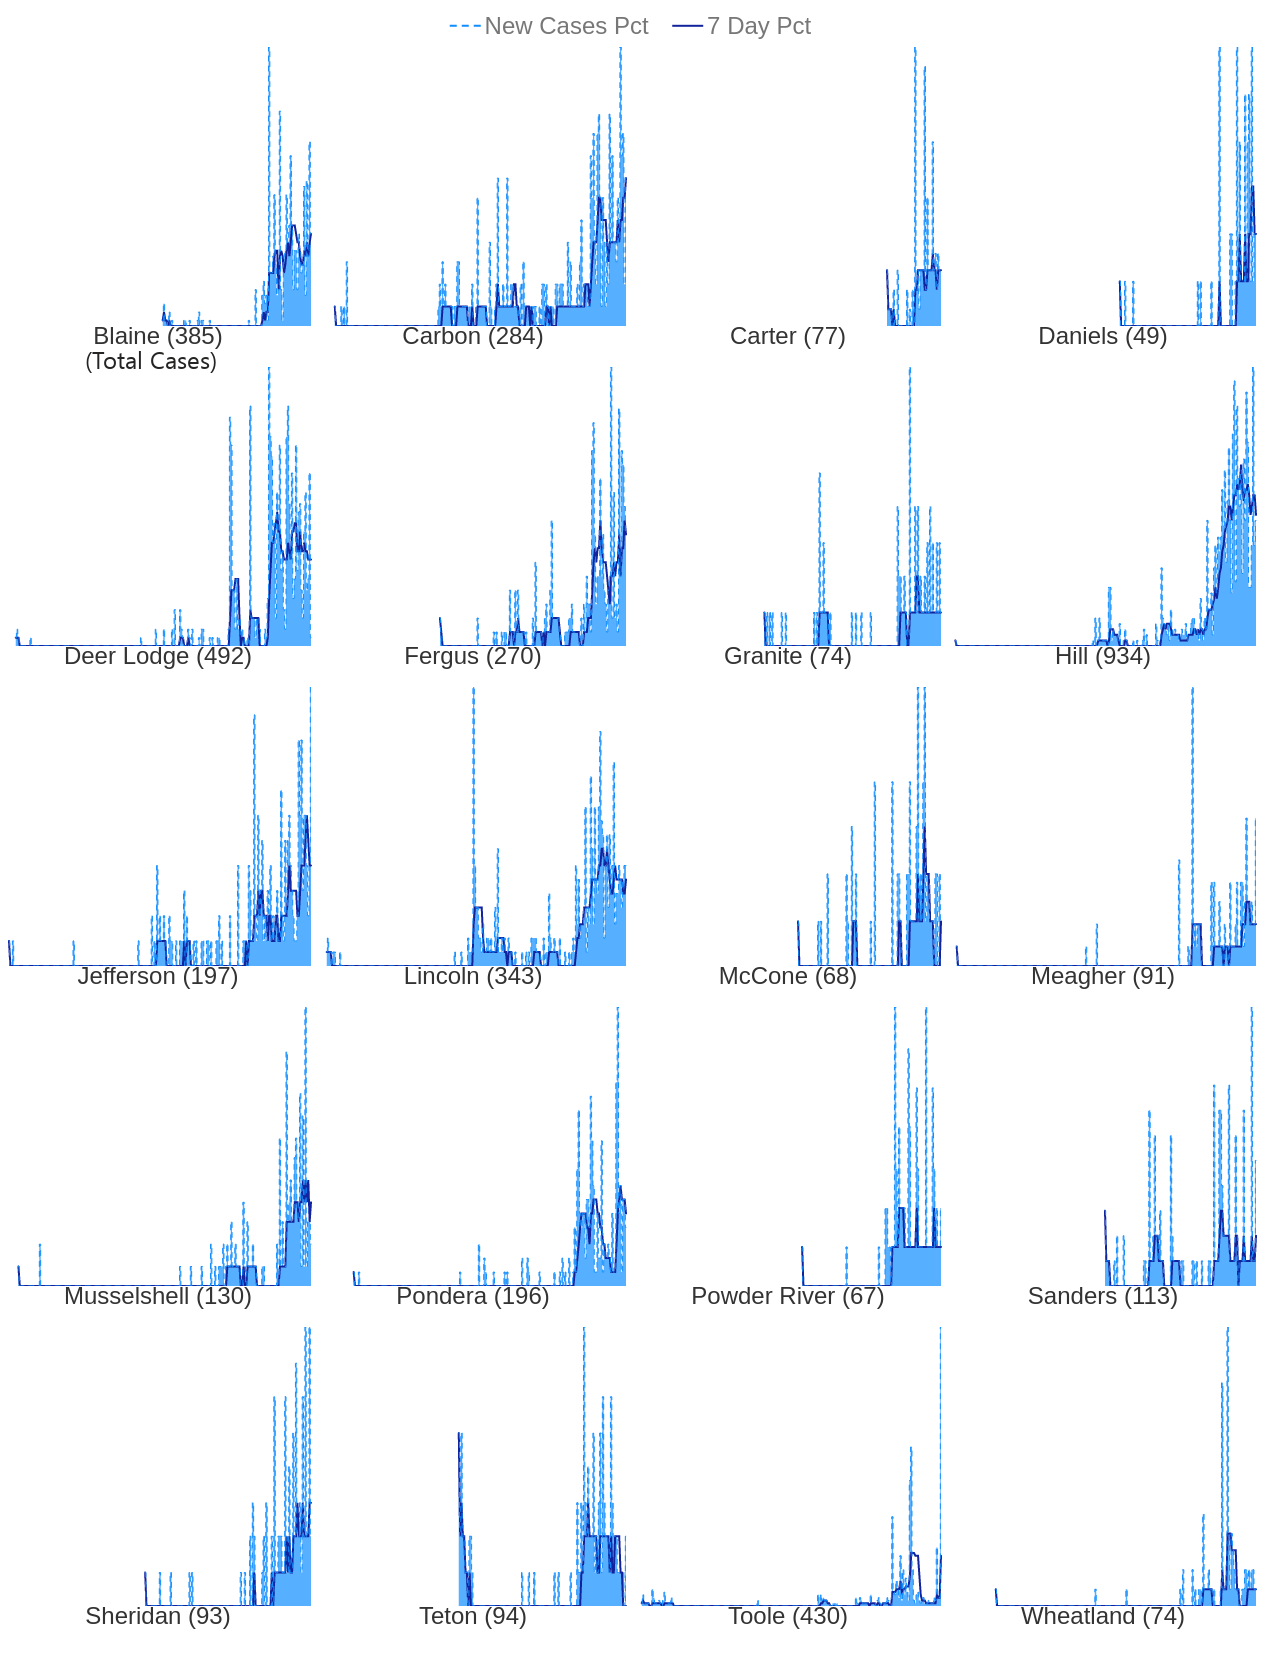 New Cases Pct 7 Day Pct
Blaine (385) Carbon (284) Carter (77) Daniels (49)
(Total Cases)
Deer Lodge (492) Fergus (270) Granite (74) Hill (934)
Jefferson (197) Lincoln (343) McCone (68) Meagher (91)
Musselshell (130) Pondera (196) Powder River (67) Sanders (113)
Sheridan (93) Teton (94) Toole (430) Wheatland (74)